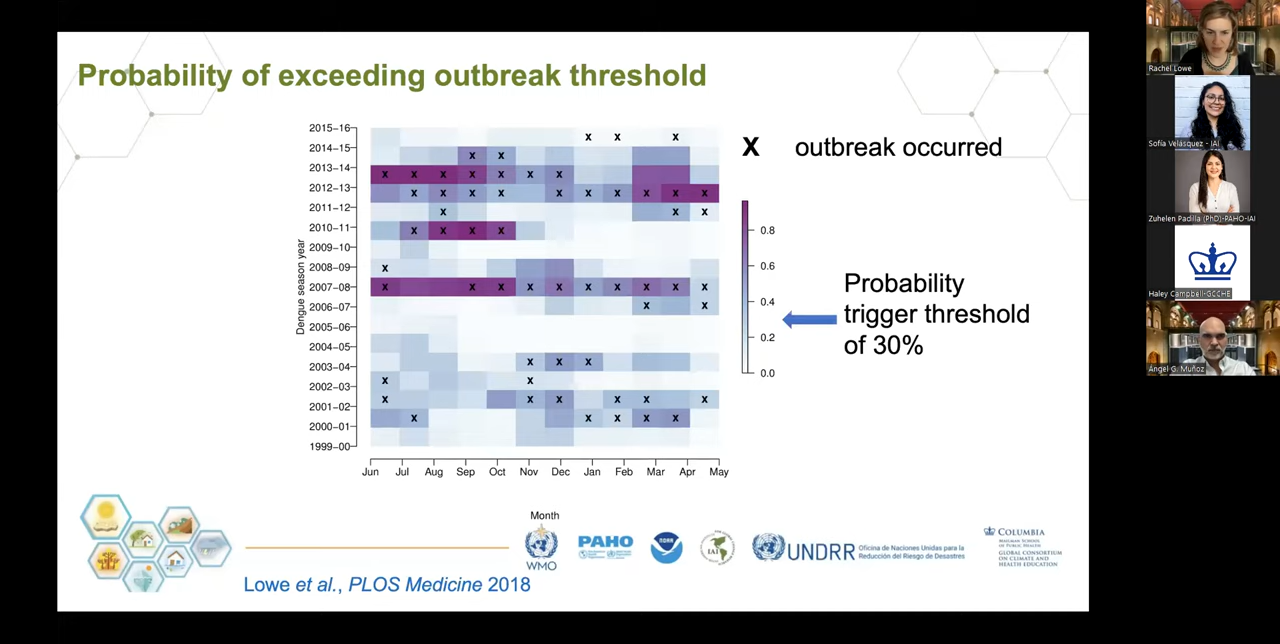 Probability of exceeding outbreak threshold
2015–16
2014–15
2013–14
2012–13
2011–12
2010–11
2009–10
2008–09
2007–08
2006–07
2005–06
2004–05
2003–04
2002–03
2001–02
2000–01
1999–00
Dengue season year
Jun Jul Aug Sep Oct Nov Dec Jan Feb Mar Apr May
Month
X outbreak occurred
0.8
0.6
0.4
0.2
0.0
Probability
trigger threshold
of 30%
WMO
PAHO
NOAA
IAI
UNDRR
Oficina de Naciones Unidas para la
Reducción del Riesgo de Desastres
COLUMBIA
MAILMAN SCHOOL
OF PUBLIC HEALTH
GLOBAL CONSORTIUM
ON CLIMATE AND
HEALTH EDUCATION
Lowe et al., PLOS Medicine 2018
Rachel Lowe
Sofía Velásquez - IAI
Zuhelen Padilla (PhD)-PAHO-IAI
Haley Campbell-GCCHE
Ángel G. Muñoz